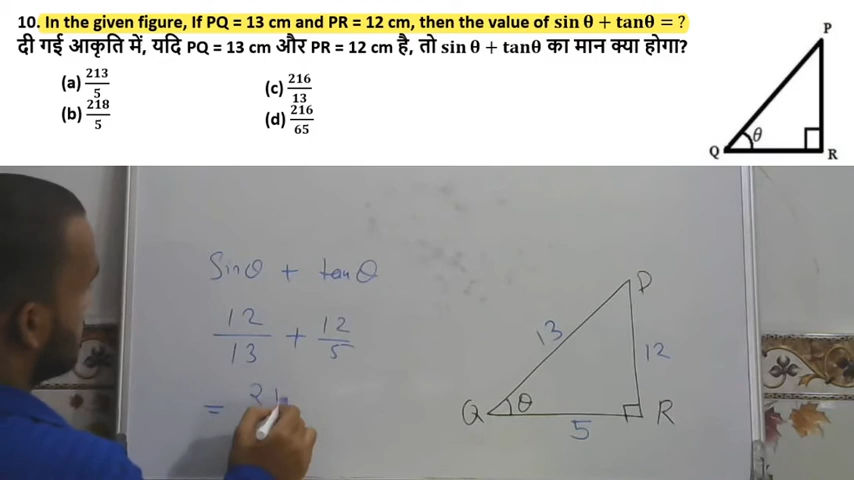 10. In the given figure, If PQ = 13 cm and PR = 12 cm, then the value of sin θ + tanθ = ?
दी गई आकृति में, यदि PQ = 13 cm और PR = 12 cm है, तो sin θ + tanθ का मान क्या होगा?
(a) 213/5
(c) 216/13
(b) 218/5
(d) 216/65
P
θ
Q
R
Sinθ + tanθ
12/13 + 12/5
= 21
P
13
12
Q
θ
R
5